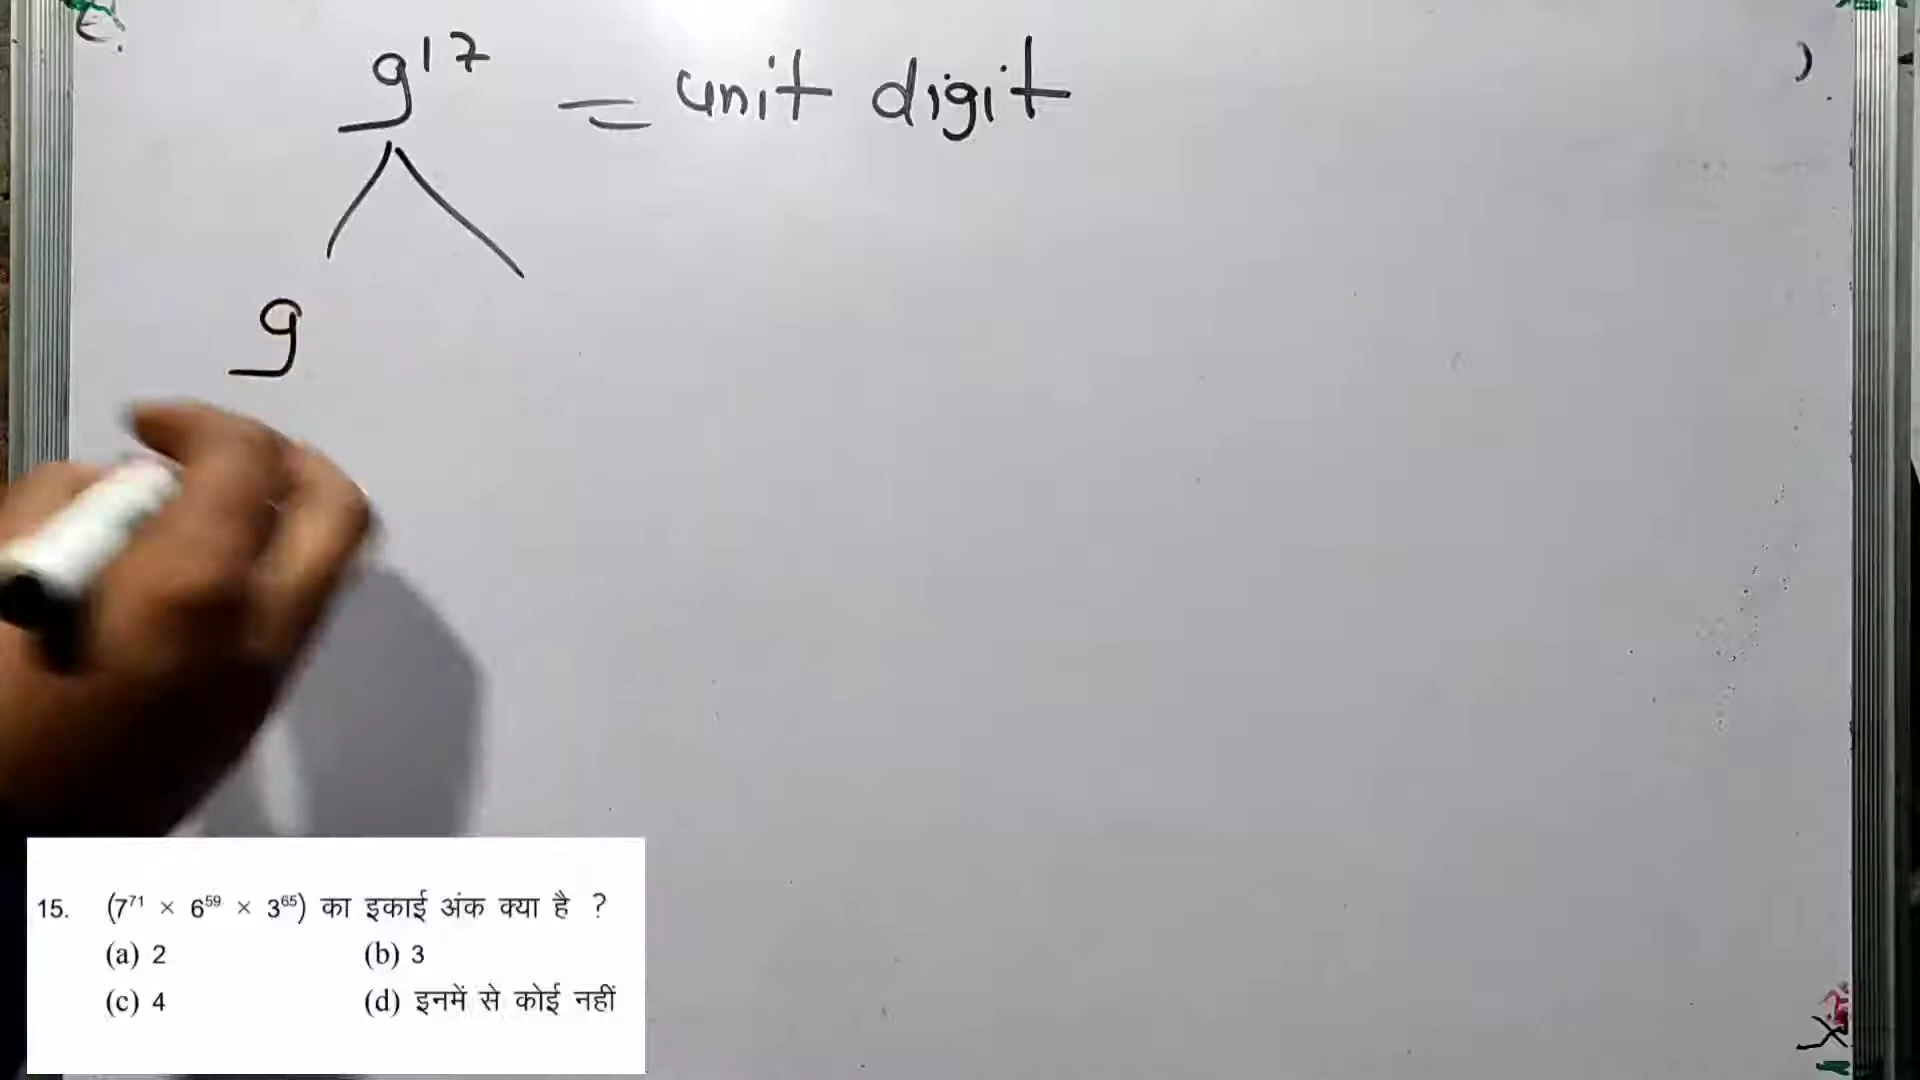 9¹⁷ = unit digit
9
15. (7⁷¹ × 6⁵⁹ × 3⁶⁵) का इकाई अंक क्या है ?
(a) 2 (b) 3
(c) 4 (d) इनमें से कोई नहीं